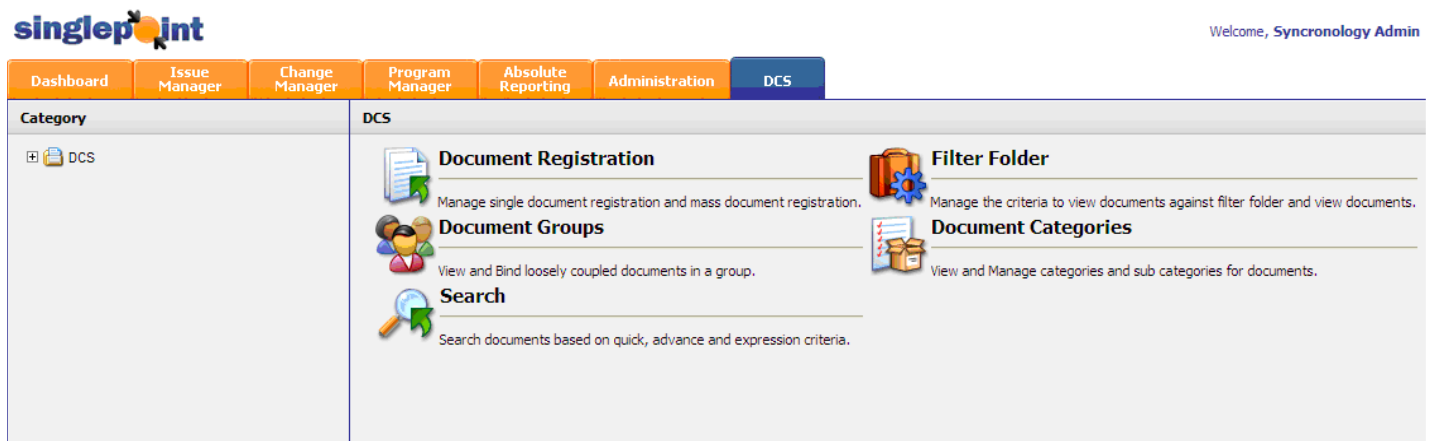 singlepoint
Welcome, Syncronology Admin
Dashboard
Issue
Manager
Change
Manager
Program
Manager
Absolute
Reporting
Administration
DCS
Category
DCS
DCS
Document Registration
Manage single document registration and mass document registration.
Filter Folder
Manage the criteria to view documents against filter folder and view documents.
Document Groups
View and Bind loosely coupled documents in a group.
Document Categories
View and Manage categories and sub categories for documents.
Search
Search documents based on quick, advance and expression criteria.